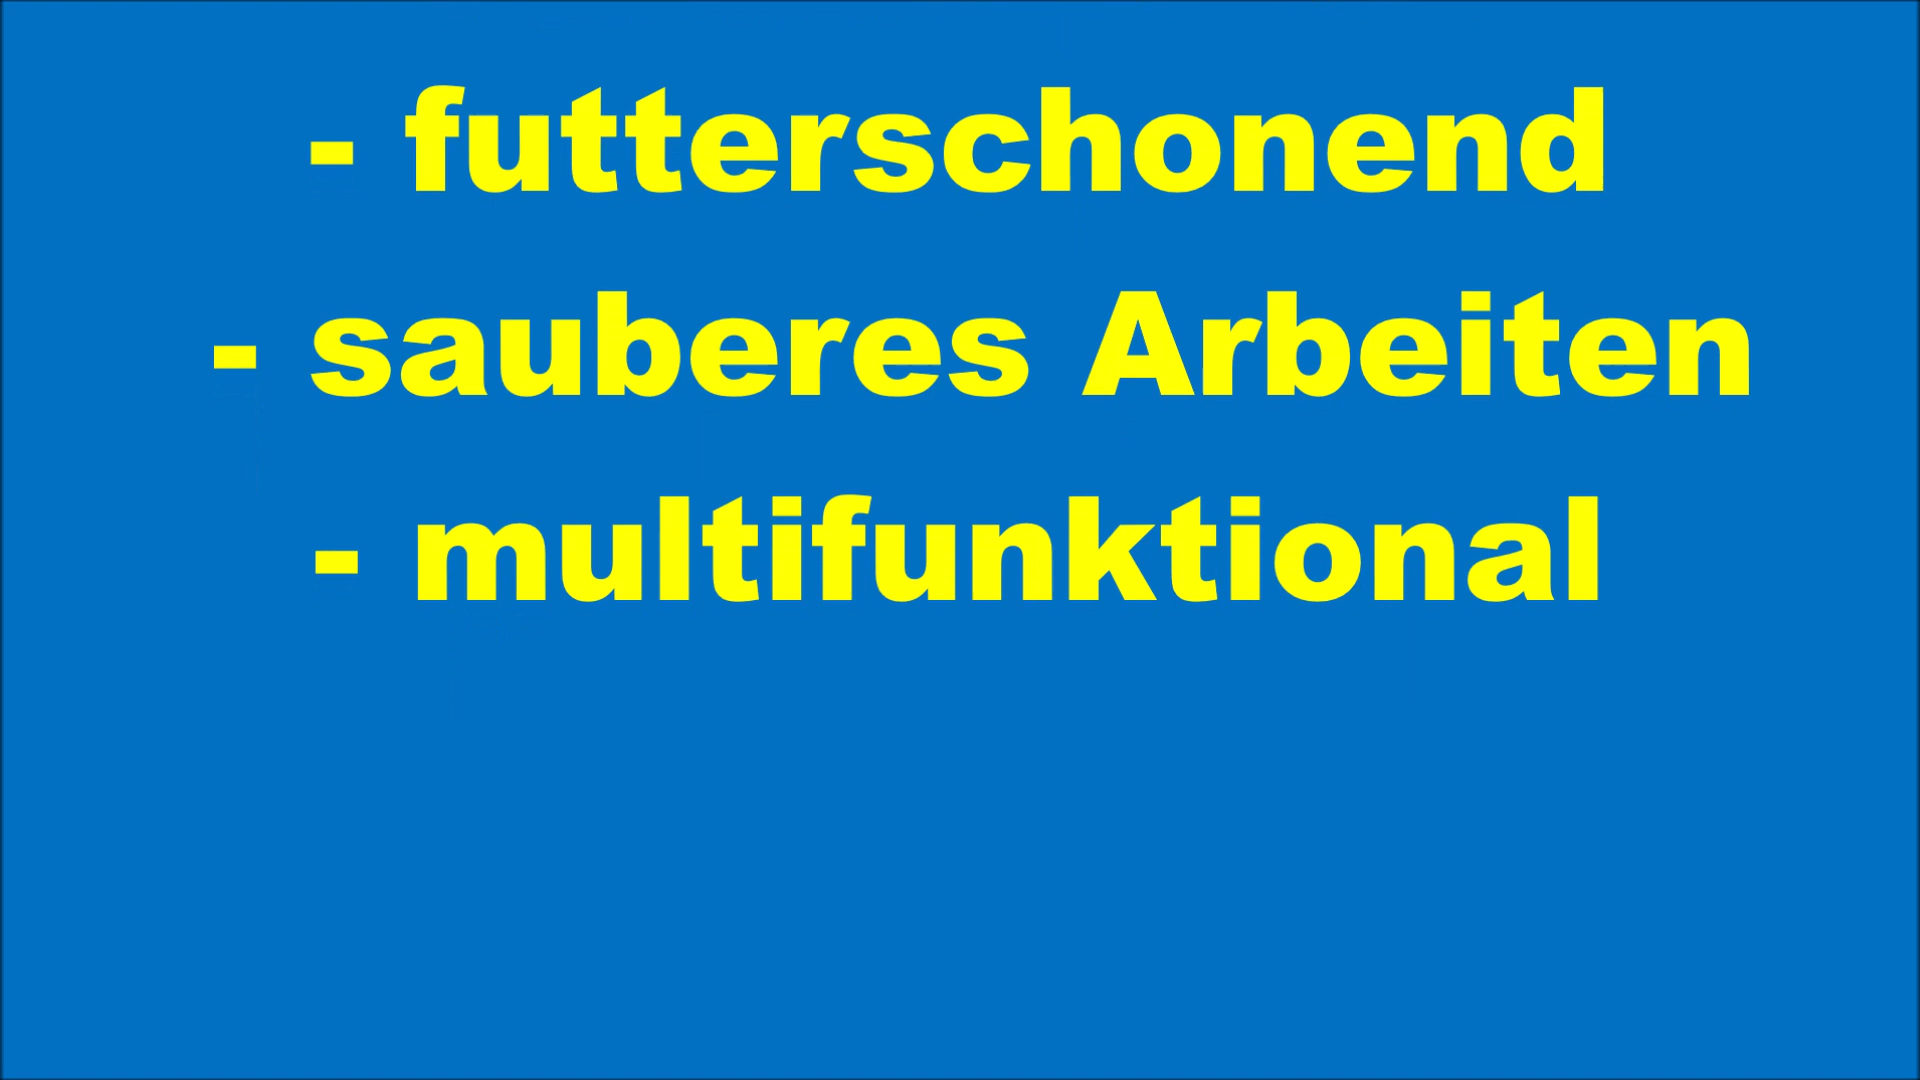 - futterschonend
- sauberes Arbeiten
- multifunktional